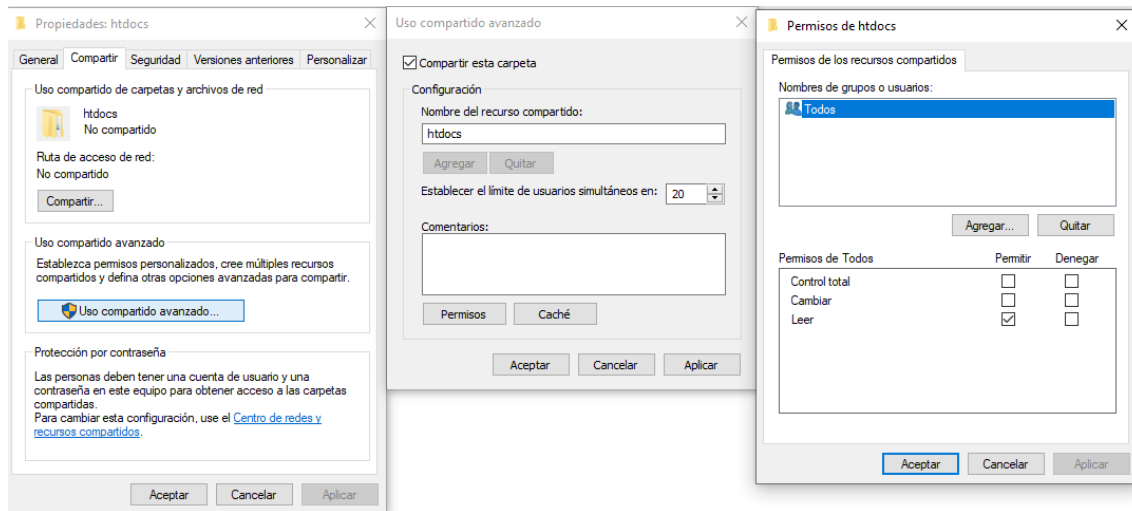 Propiedades: htdocs
General Compartir Seguridad Versiones anteriores Personalizar
Uso compartido de carpetas y archivos de red
htdocs
No compartido
Ruta de acceso de red:
No compartido
Compartir...
Uso compartido avanzado
Establezca permisos personalizados, cree múltiples recursos
compartidos y defina otras opciones avanzadas para compartir.
Uso compartido avanzado...
Protección por contraseña
Las personas deben tener una cuenta de usuario y una
contraseña en este equipo para obtener acceso a las carpetas
compartidas.
Para cambiar esta configuración, use el Centro de redes y
recursos compartidos.
Aceptar Cancelar Aplicar
Uso compartido avanzado
Compartir esta carpeta
Configuración
Nombre del recurso compartido:
htdocs
Agregar Quitar
Establecer el límite de usuarios simultáneos en: 20
Comentarios:
Permisos Caché
Aceptar Cancelar Aplicar
Permisos de htdocs
Permisos de los recursos compartidos
Nombres de grupos o usuarios:
Todos
Agregar... Quitar
Permisos de Todos Permitir Denegar
Control total
Cambiar
Leer
Aceptar Cancelar Aplicar